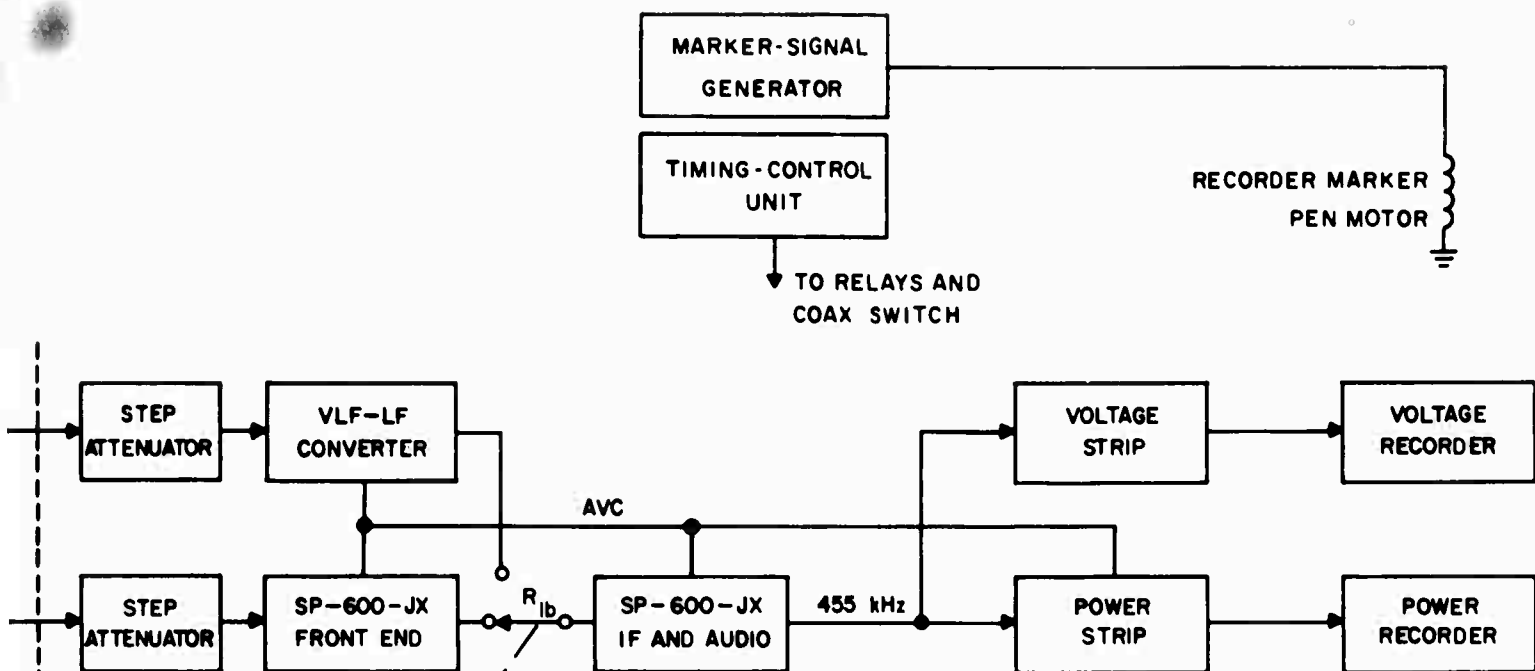 MARKER-SIGNAL
GENERATOR
TIMING-CONTROL
UNIT
RECORDER MARKER
PEN MOTOR
TO RELAYS AND
COAX SWITCH
STEP
ATTENUATOR
VLF-LF
CONVERTER
VOLTAGE
STRIP
VOLTAGE
RECORDER
AVC
STEP
ATTENUATOR
SP-600-JX
FRONT END
R1b
SP-600-JX
IF AND AUDIO
455 kHz
POWER
STRIP
POWER
RECORDER